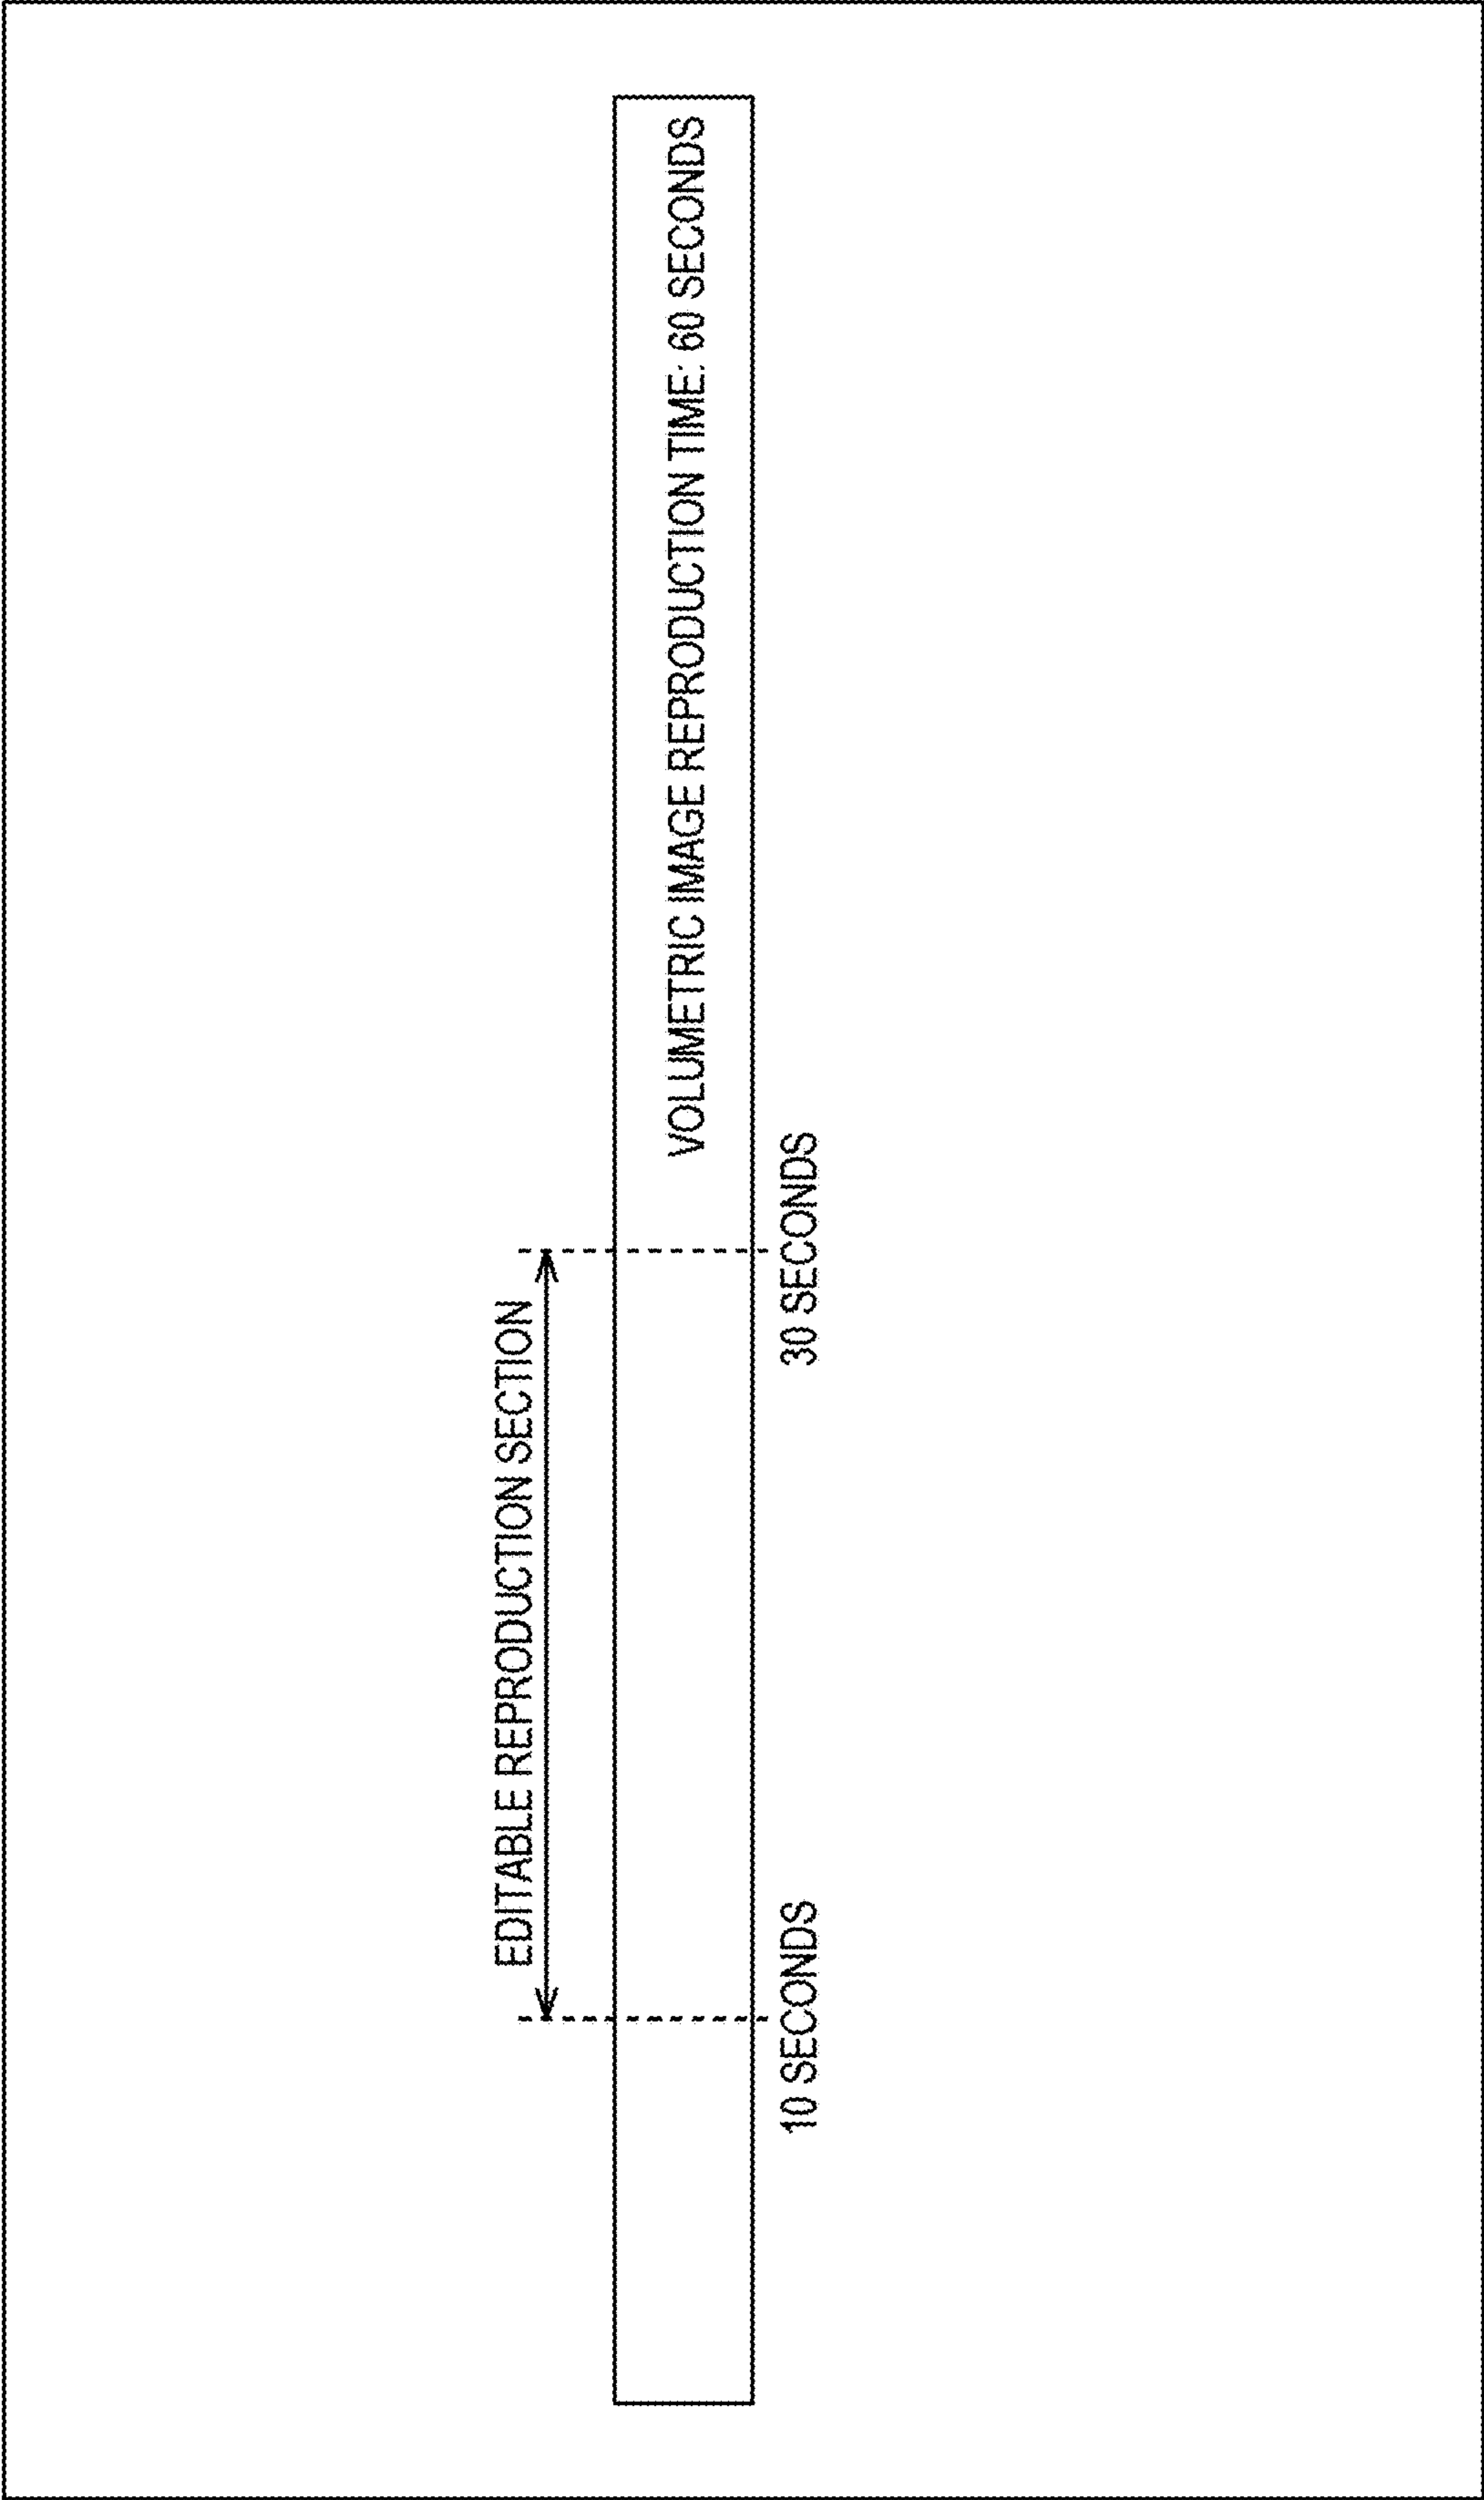 EDITABLE REPRODUCTION SECTION
VOLUMETRIC IMAGE REPRODUCTION TIME: 60 SECONDS
10 SECONDS
30 SECONDS